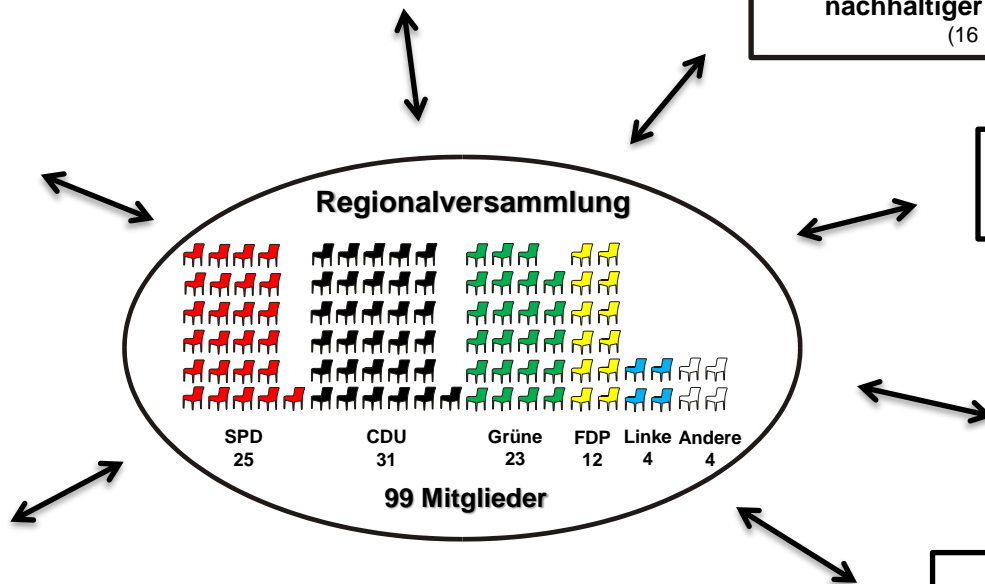 nachhaltiger
(16
Regionalversammlung
SPD CDU Grüne FDP Linke Andere
25 31 23 12 4 4
99 Mitglieder